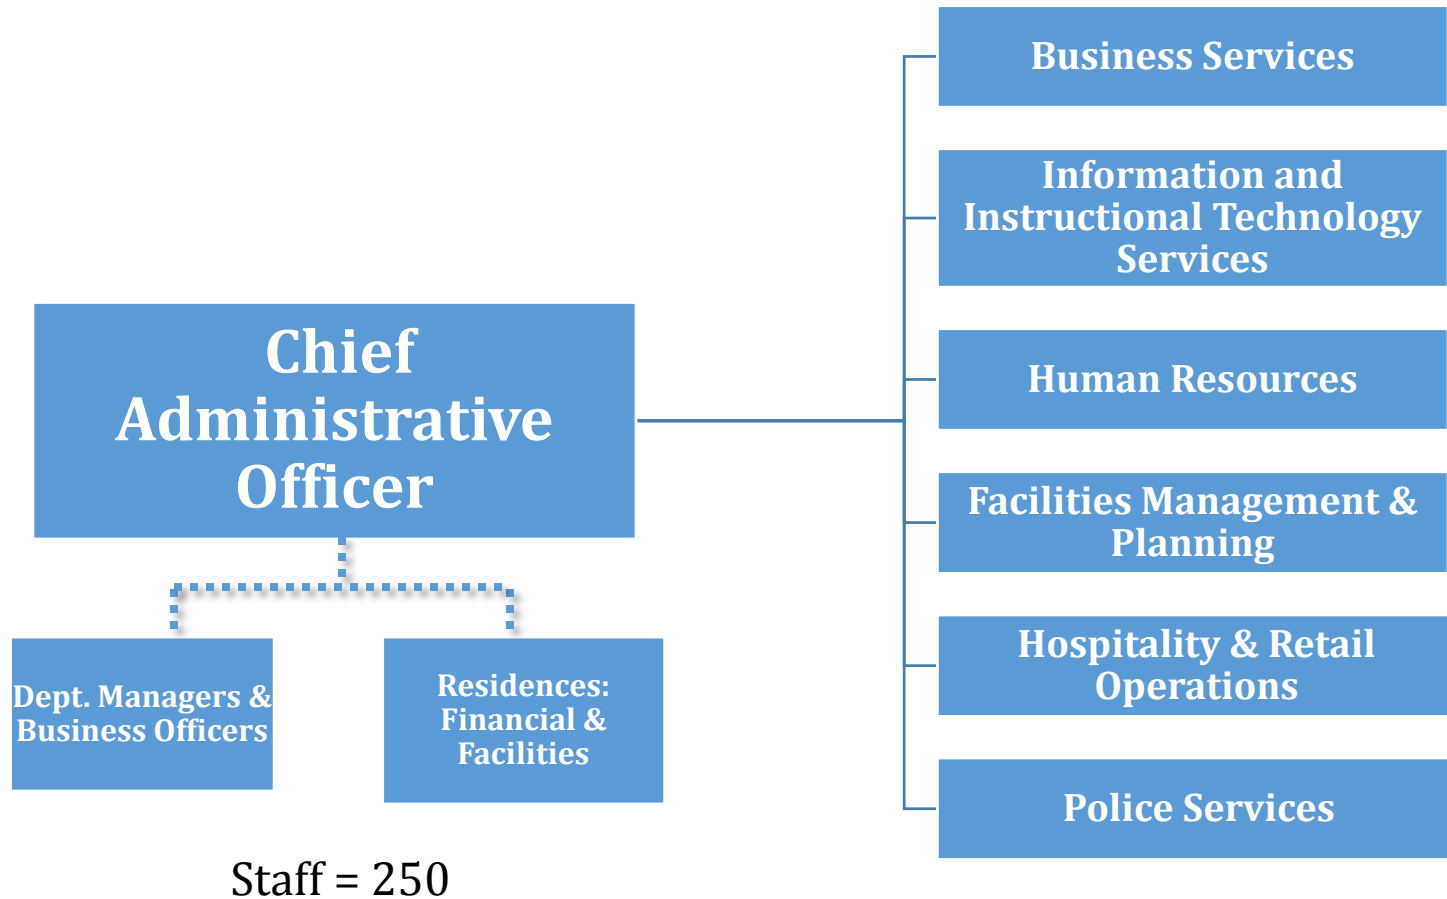 Chief
Administrative
Officer
Dept. Managers &
Business Officers
Residences:
Financial &
Facilities
Staff = 250
Business Services
Information and
Instructional Technology
Services
Human Resources
Facilities Management &
Planning
Hospitality & Retail
Operations
Police Services